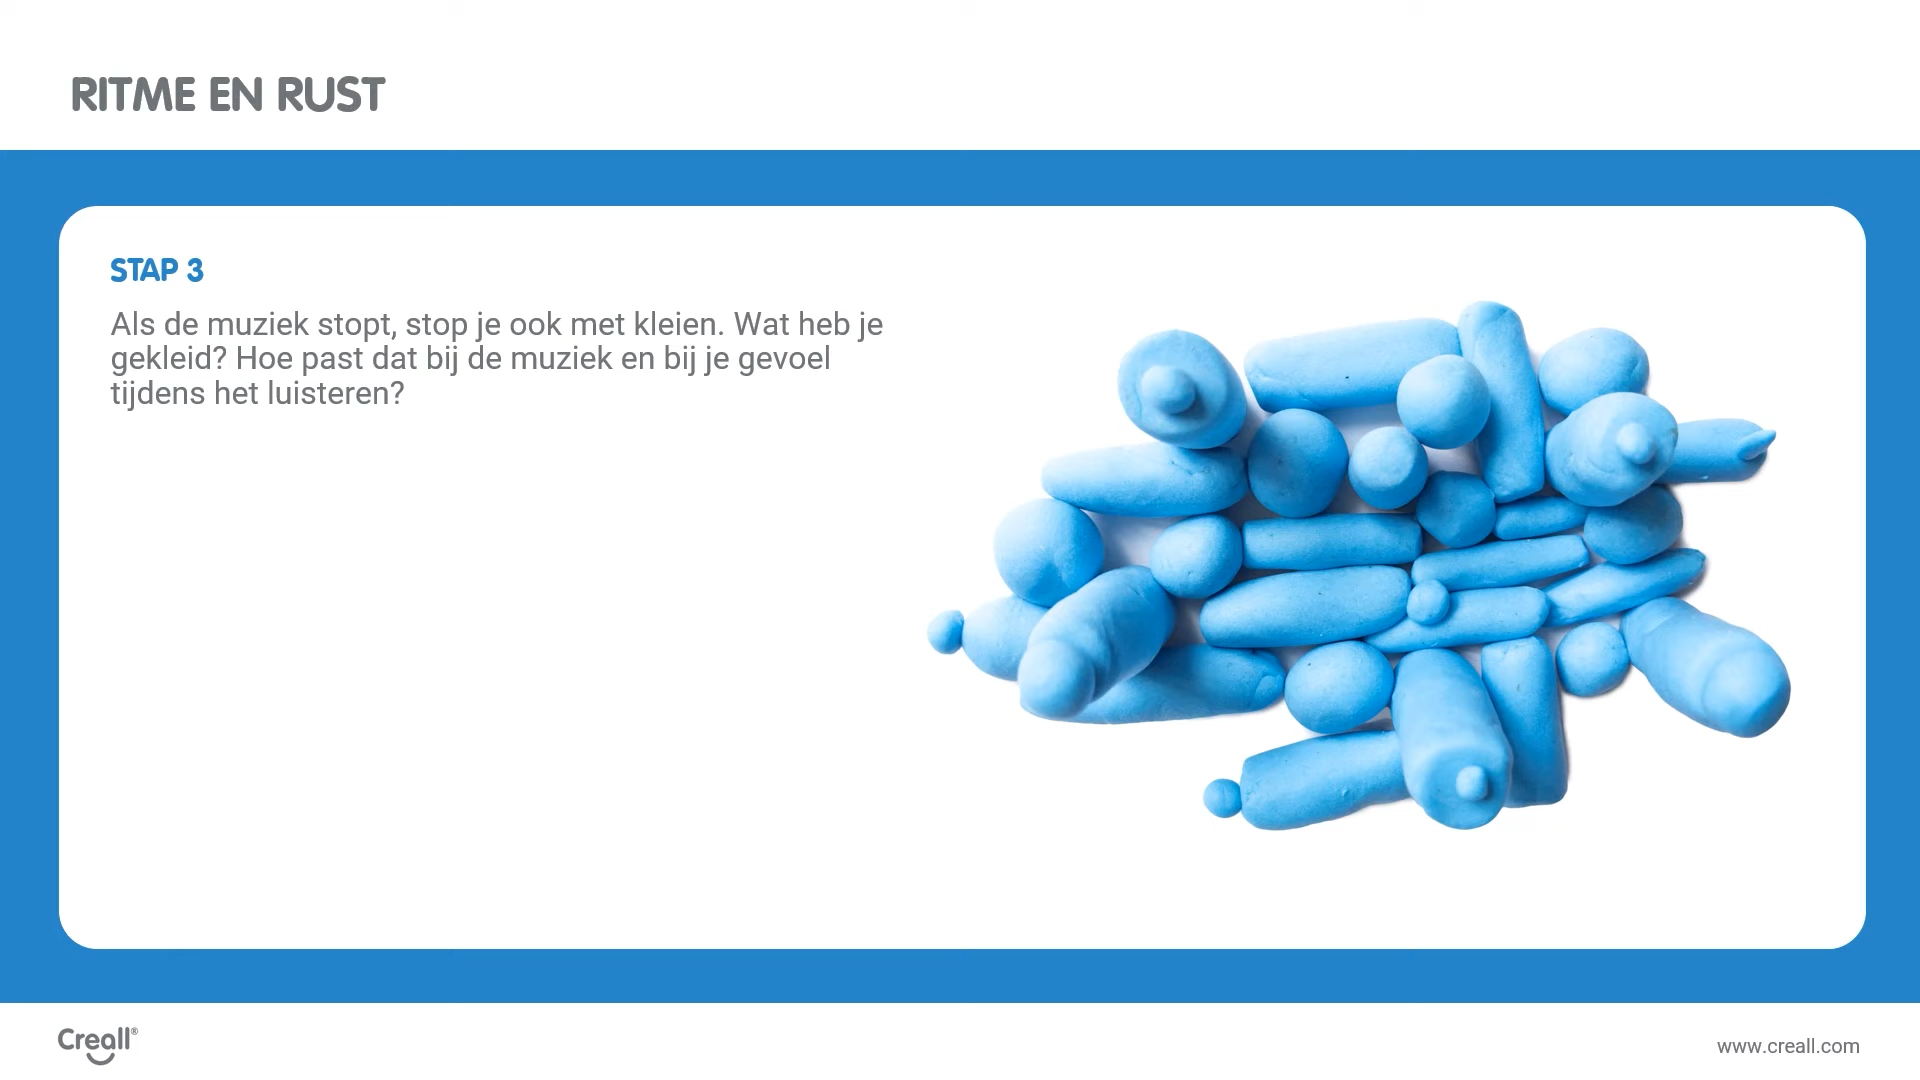 RITME EN RUST
STAP 3
Als de muziek stopt, stop je ook met kleien. Wat heb je
gekleid? Hoe past dat bij de muziek en bij je gevoel
tijdens het luisteren?
Creall®
www.creall.com